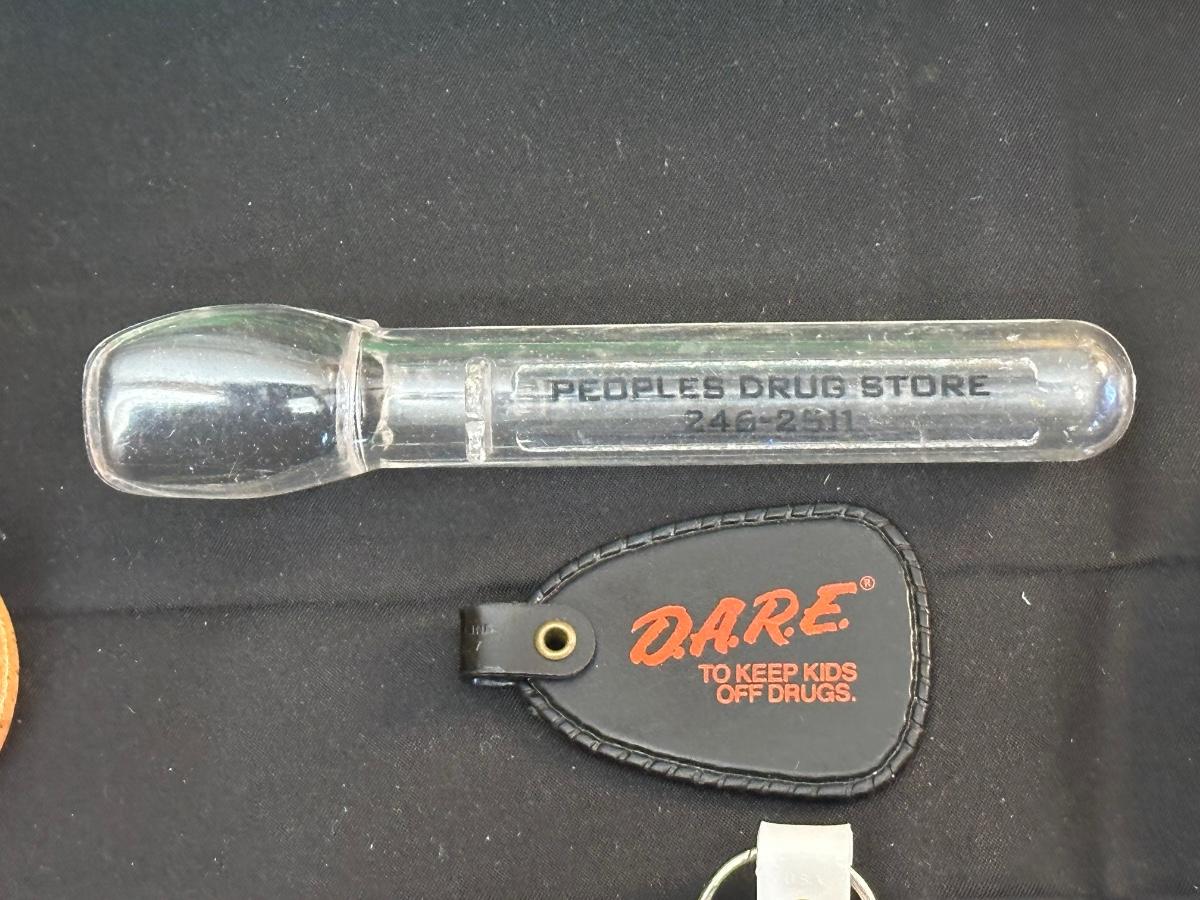 PEOPLES DRUG STORE
246-2511
D.A.R.E.®
TO KEEP KIDS
OFF DRUGS.
U.S.A.